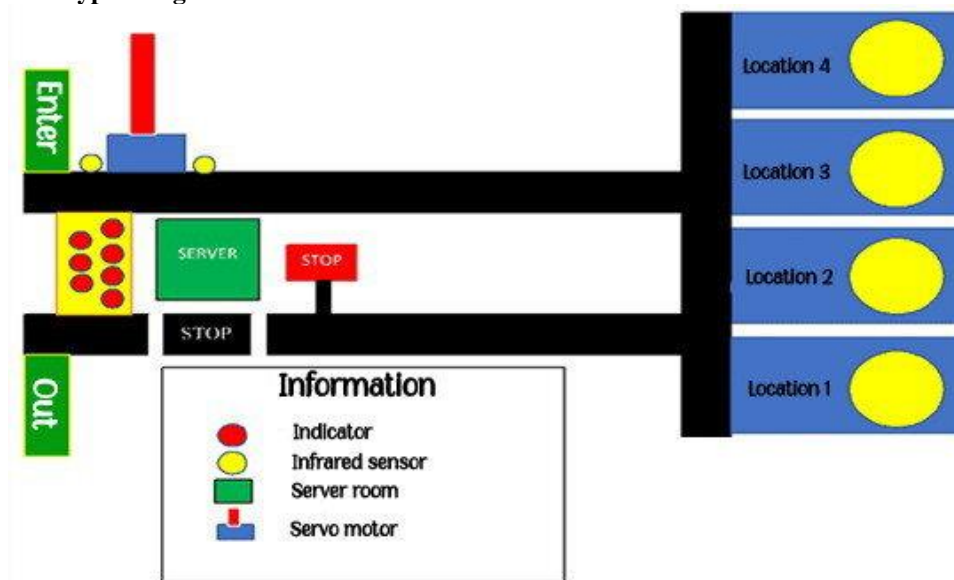 Enter
Location 4
Location 3
SERVER
STOP
Location 2
STOP
Out
Location 1
Information
Indicator
Infrared sensor
Server room
Servo motor